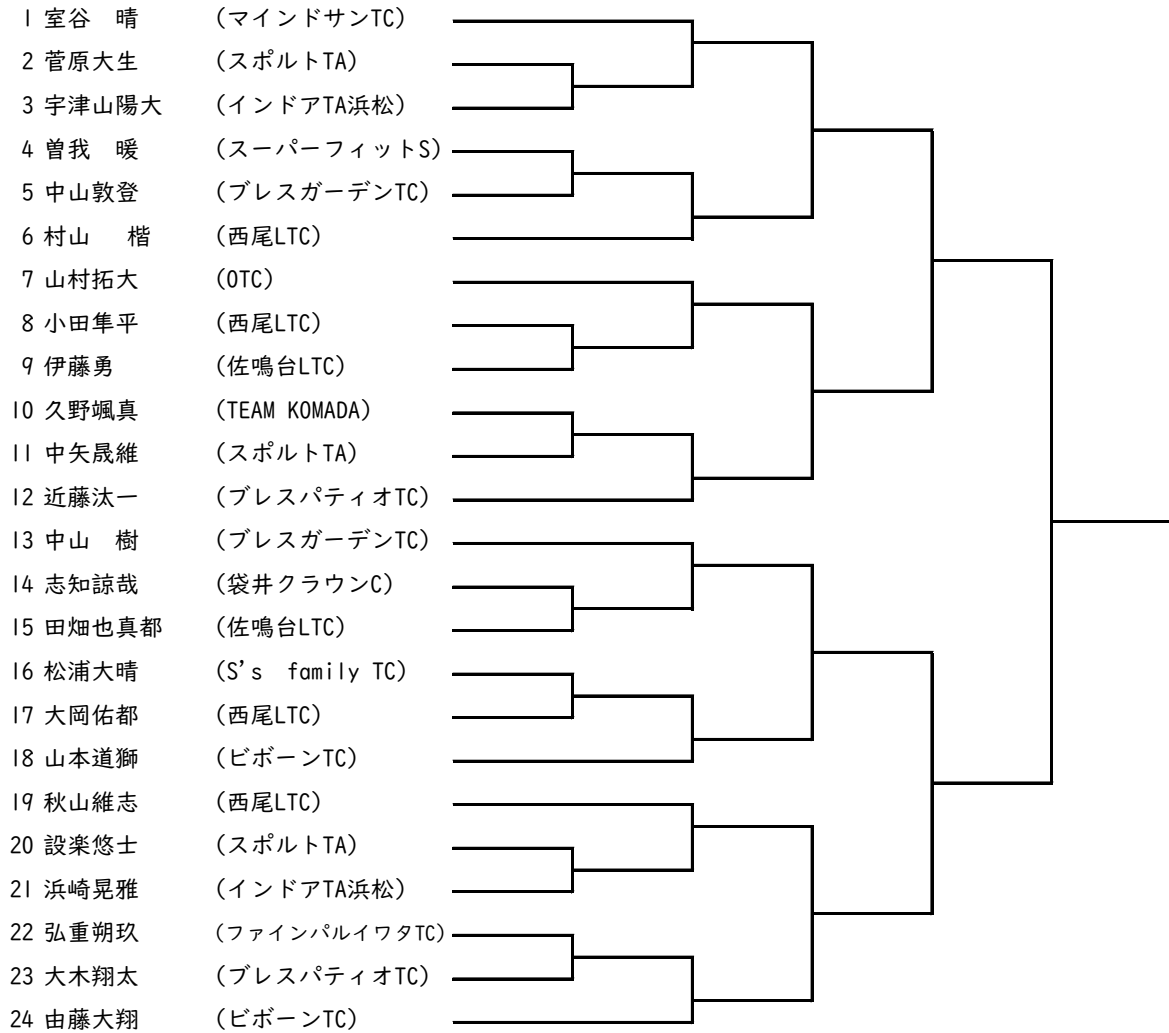 1 室谷　晴 (マインドサンTC)
2 菅原大生 (スポルトTA)
3 宇津山陽大 (インドアTA浜松)
4 曽我　暖 (スーパーフィットS)
5 中山敦登 (ブレスガーデンTC)
6 村山　楷 (西尾LTC)
7 山村拓大 (OTC)
8 小田隼平 (西尾LTC)
9 伊藤勇 (佐鳴台LTC)
10 久野颯真 (TEAM KOMADA)
11 中矢晟維 (スポルトTA)
12 近藤汰一 (ブレスパティオTC)
13 中山　樹 (ブレスガーデンTC)
14 志知諒哉 (袋井クラウンC)
15 田畑也真都 (佐鳴台LTC)
16 松浦大晴 (S's family TC)
17 大岡佑都 (西尾LTC)
18 山本道獅 (ビボーンTC)
19 秋山維志 (西尾LTC)
20 設楽悠士 (スポルトTA)
21 浜崎晃雅 (インドアTA浜松)
22 弘重朔玖 (ファインパルイワタTC)
23 大木翔太 (ブレスパティオTC)
24 由藤大翔 (ビボーンTC)